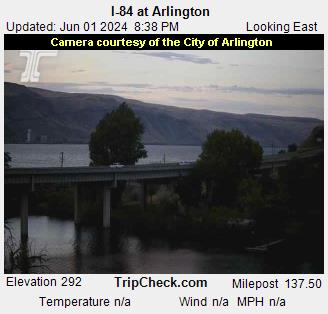 I-84 at Arlington
Updated: Jun 01 2024 8:38 PM Looking East
Camera courtesy of the City of Arlington
Elevation 292 TripCheck.com Milepost 137.50
Temperature n/a Wind n/a MPH n/a